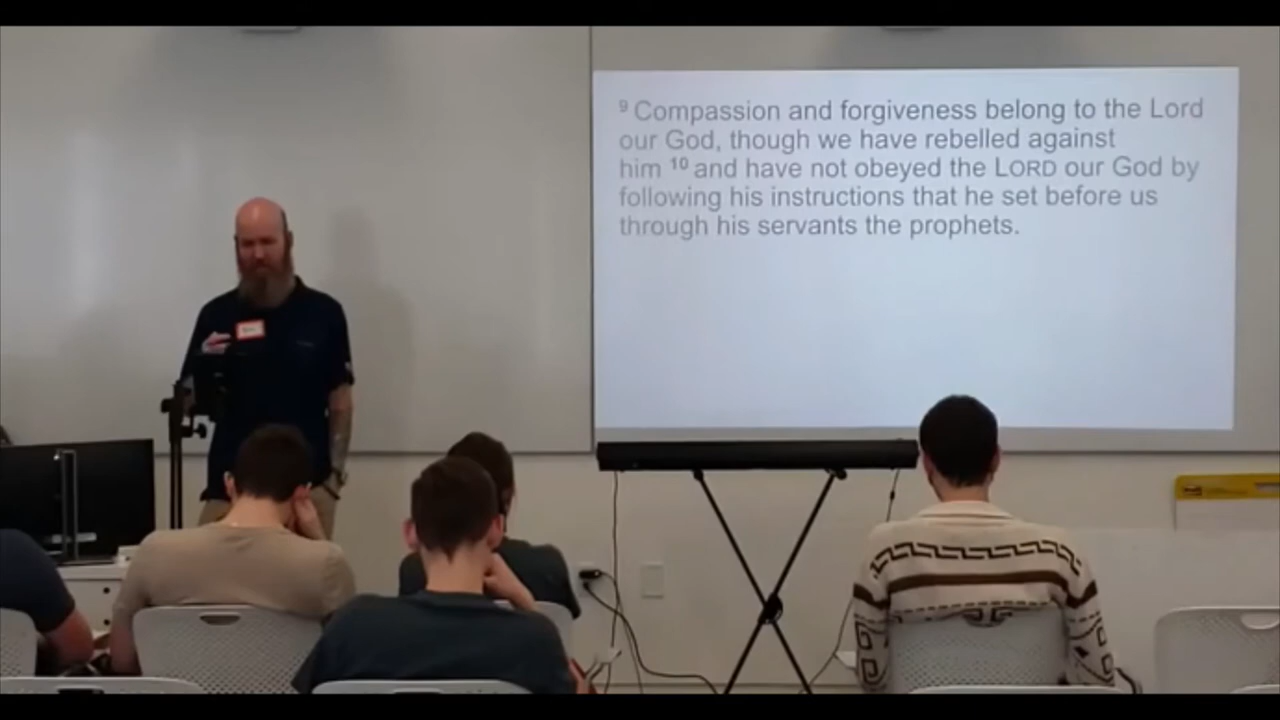 ⁹ Compassion and forgiveness belong to the Lord
our God, though we have rebelled against
him ¹⁰ and have not obeyed the LORD our God by
following his instructions that he set before us
through his servants the prophets.